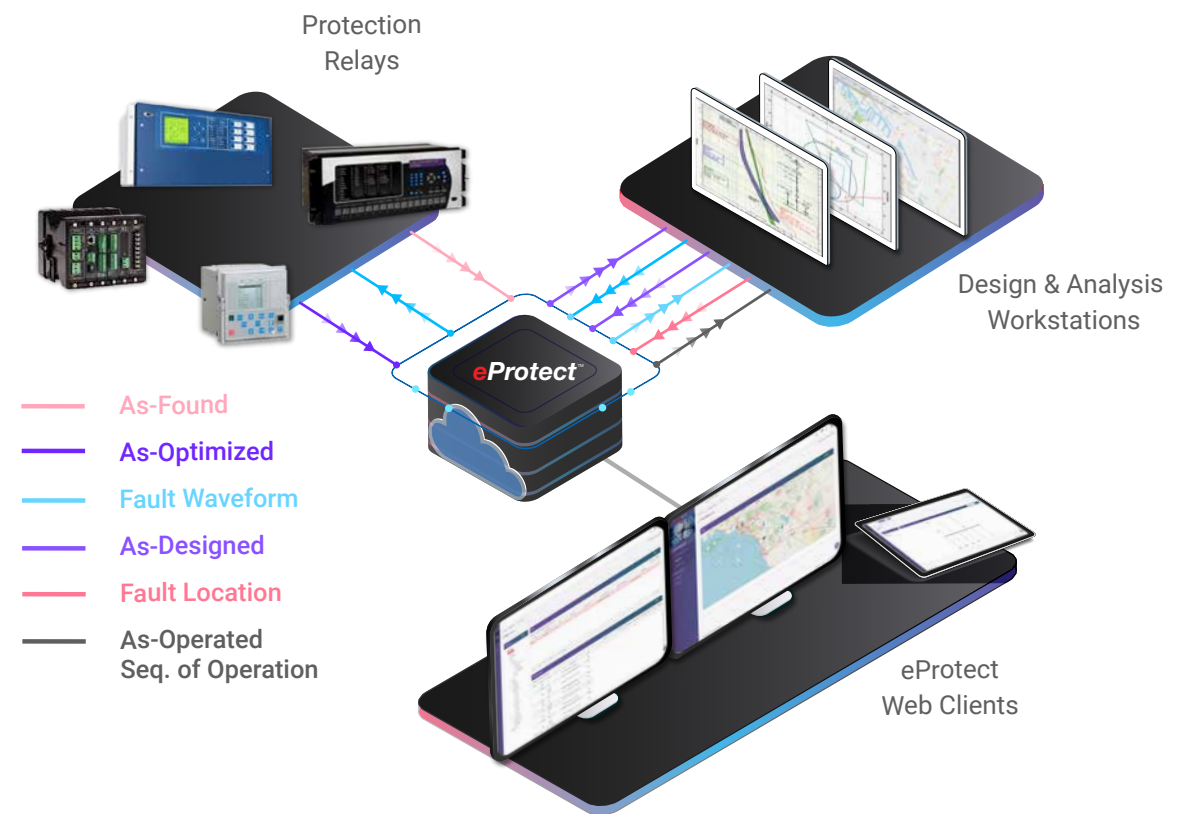 Protection
Relays
Design & Analysis
Workstations
eProtect™
As-Found
As-Optimized
Fault Waveform
As-Designed
Fault Location
As-Operated
Seq. of Operation
eProtect
Web Clients